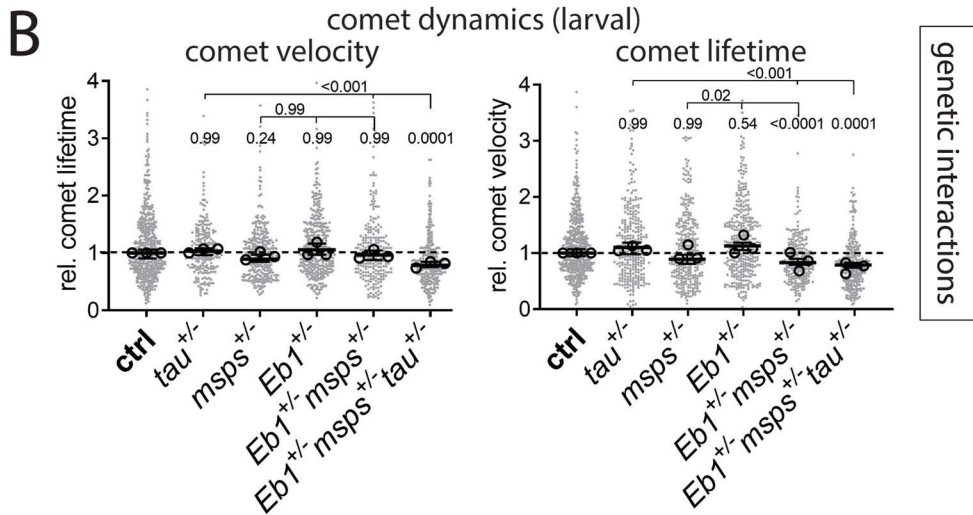 B
comet dynamics (larval)
comet velocity
rel. comet lifetime
4
3
2
1
0
<0.001
0.99
0.99
0.24
0.99
0.99
0.0001
ctrl
tau+/-
msps+/-
Eb1+/-
Eb1+/- msps+/-
Eb1+/- msps+/- tau+/-
comet lifetime
rel. comet velocity
4
3
2
1
0
<0.001
0.02
0.99
0.99
0.54
<0.0001
0.0001
ctrl
tau+/-
msps+/-
Eb1+/-
Eb1+/- msps+/-
Eb1+/- msps+/- tau+/-
genetic interactions